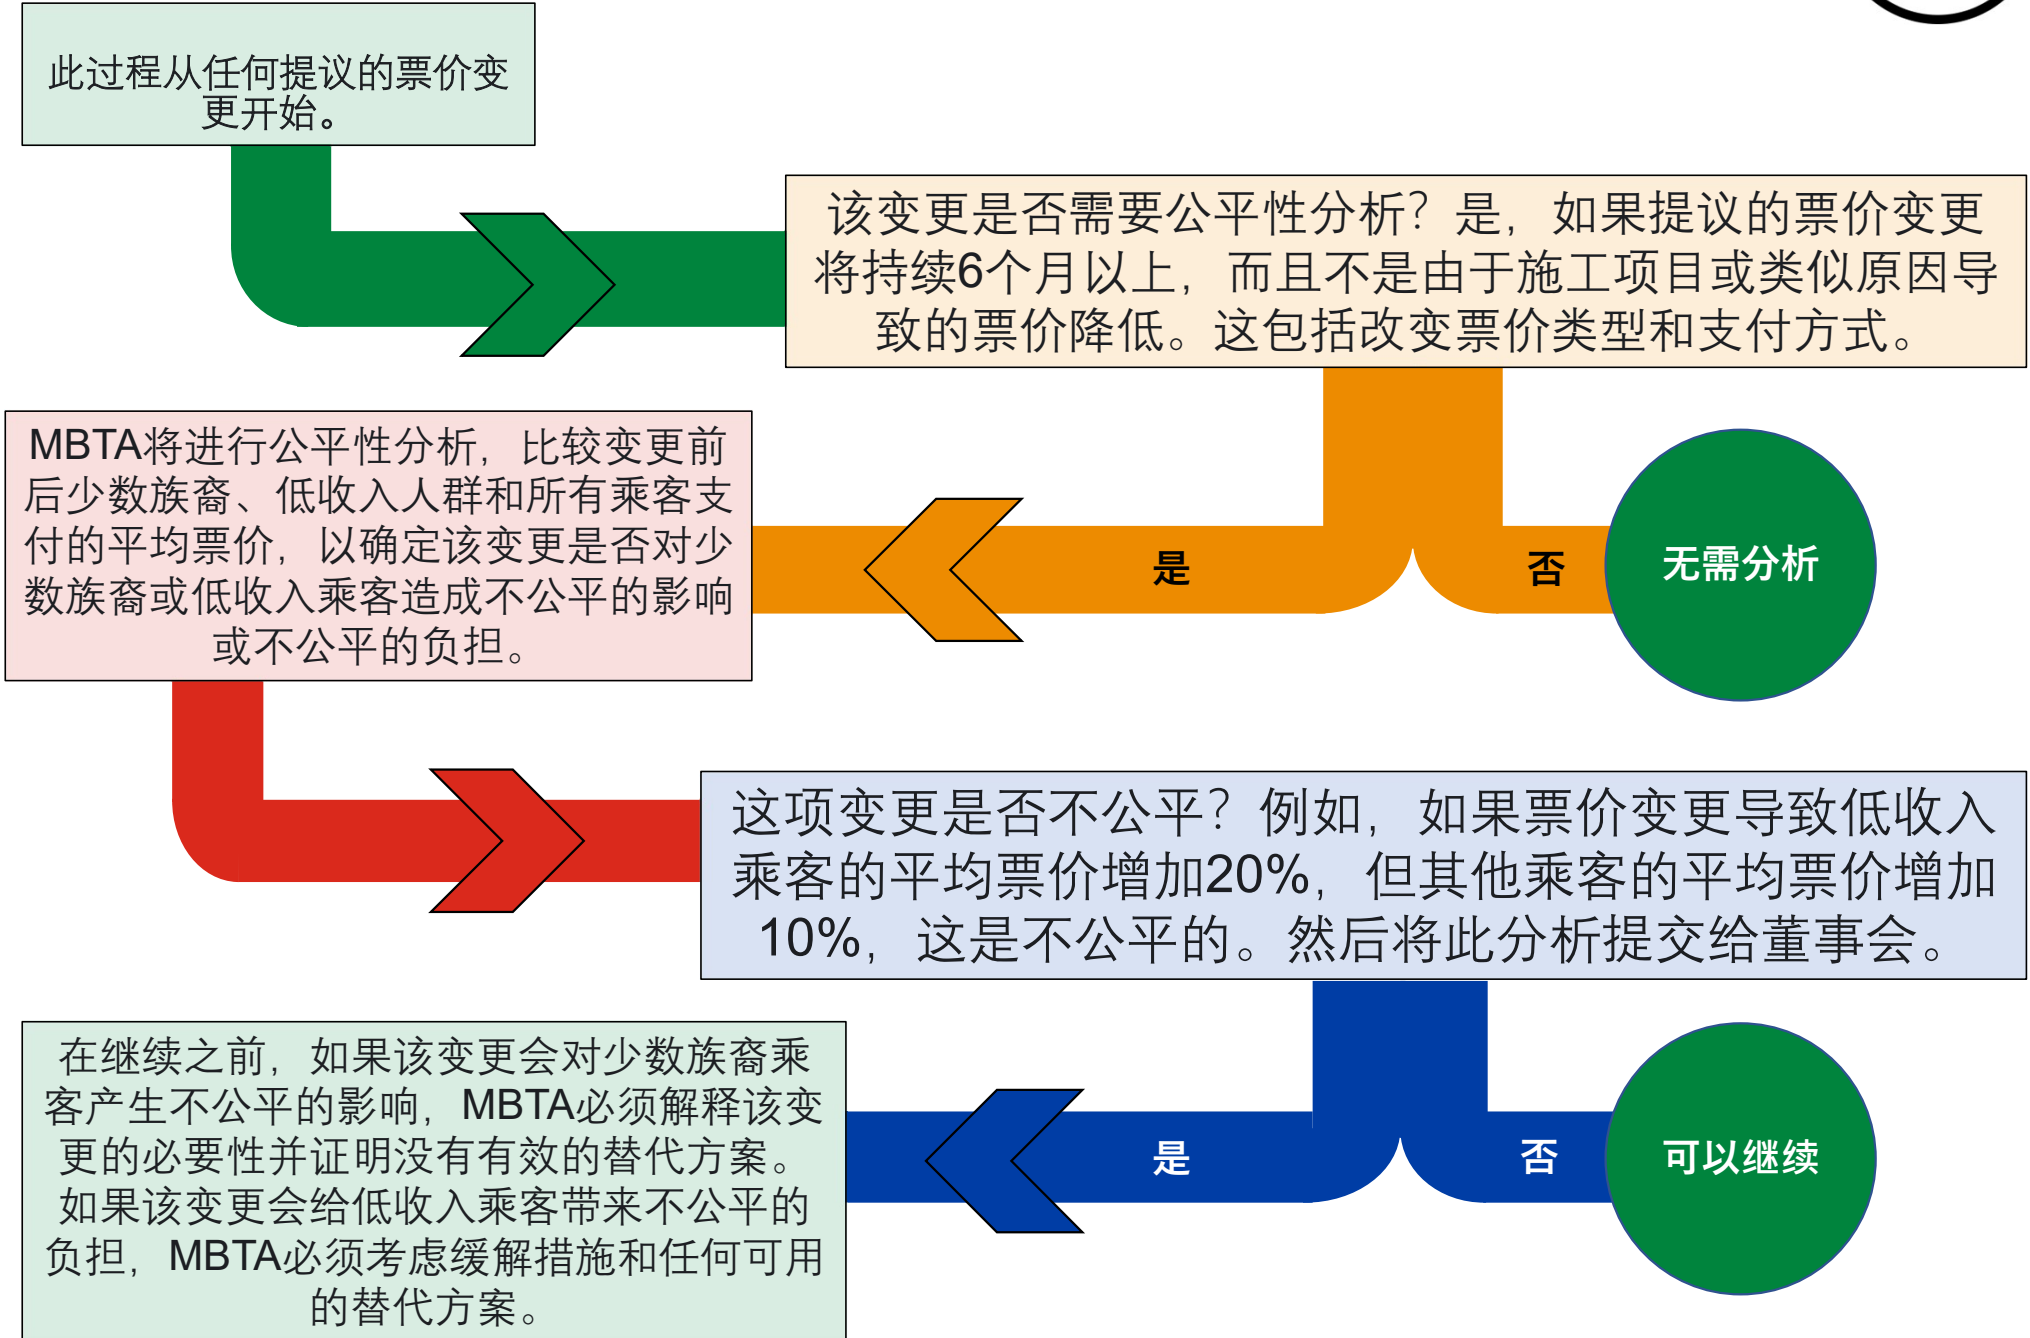 此过程从任何提议的票价变
更开始。
该变更是否需要公平性分析？是，如果提议的票价变更
将持续6个月以上，而且不是由于施工项目或类似原因导
致的票价降低。这包括改变票价类型和支付方式。
MBTA将进行公平性分析，比较变更前
后少数族裔、低收入人群和所有乘客支
付的平均票价，以确定该变更是否对少
数族裔或低收入乘客造成不公平的影响
或不公平的负担。
是
否
无需分析
这项变更是否不公平？例如，如果票价变更导致低收入
乘客的平均票价增加20%，但其他乘客的平均票价增加
10%，这是不公平的。然后将此分析提交给董事会。
在继续之前，如果该变更会对少数族裔乘
客产生不公平的影响，MBTA必须解释该变
更的必要性并证明没有有效的替代方案。
如果该变更会给低收入乘客带来不公平的
负担，MBTA必须考虑缓解措施和任何可用
的替代方案。
是
否
可以继续